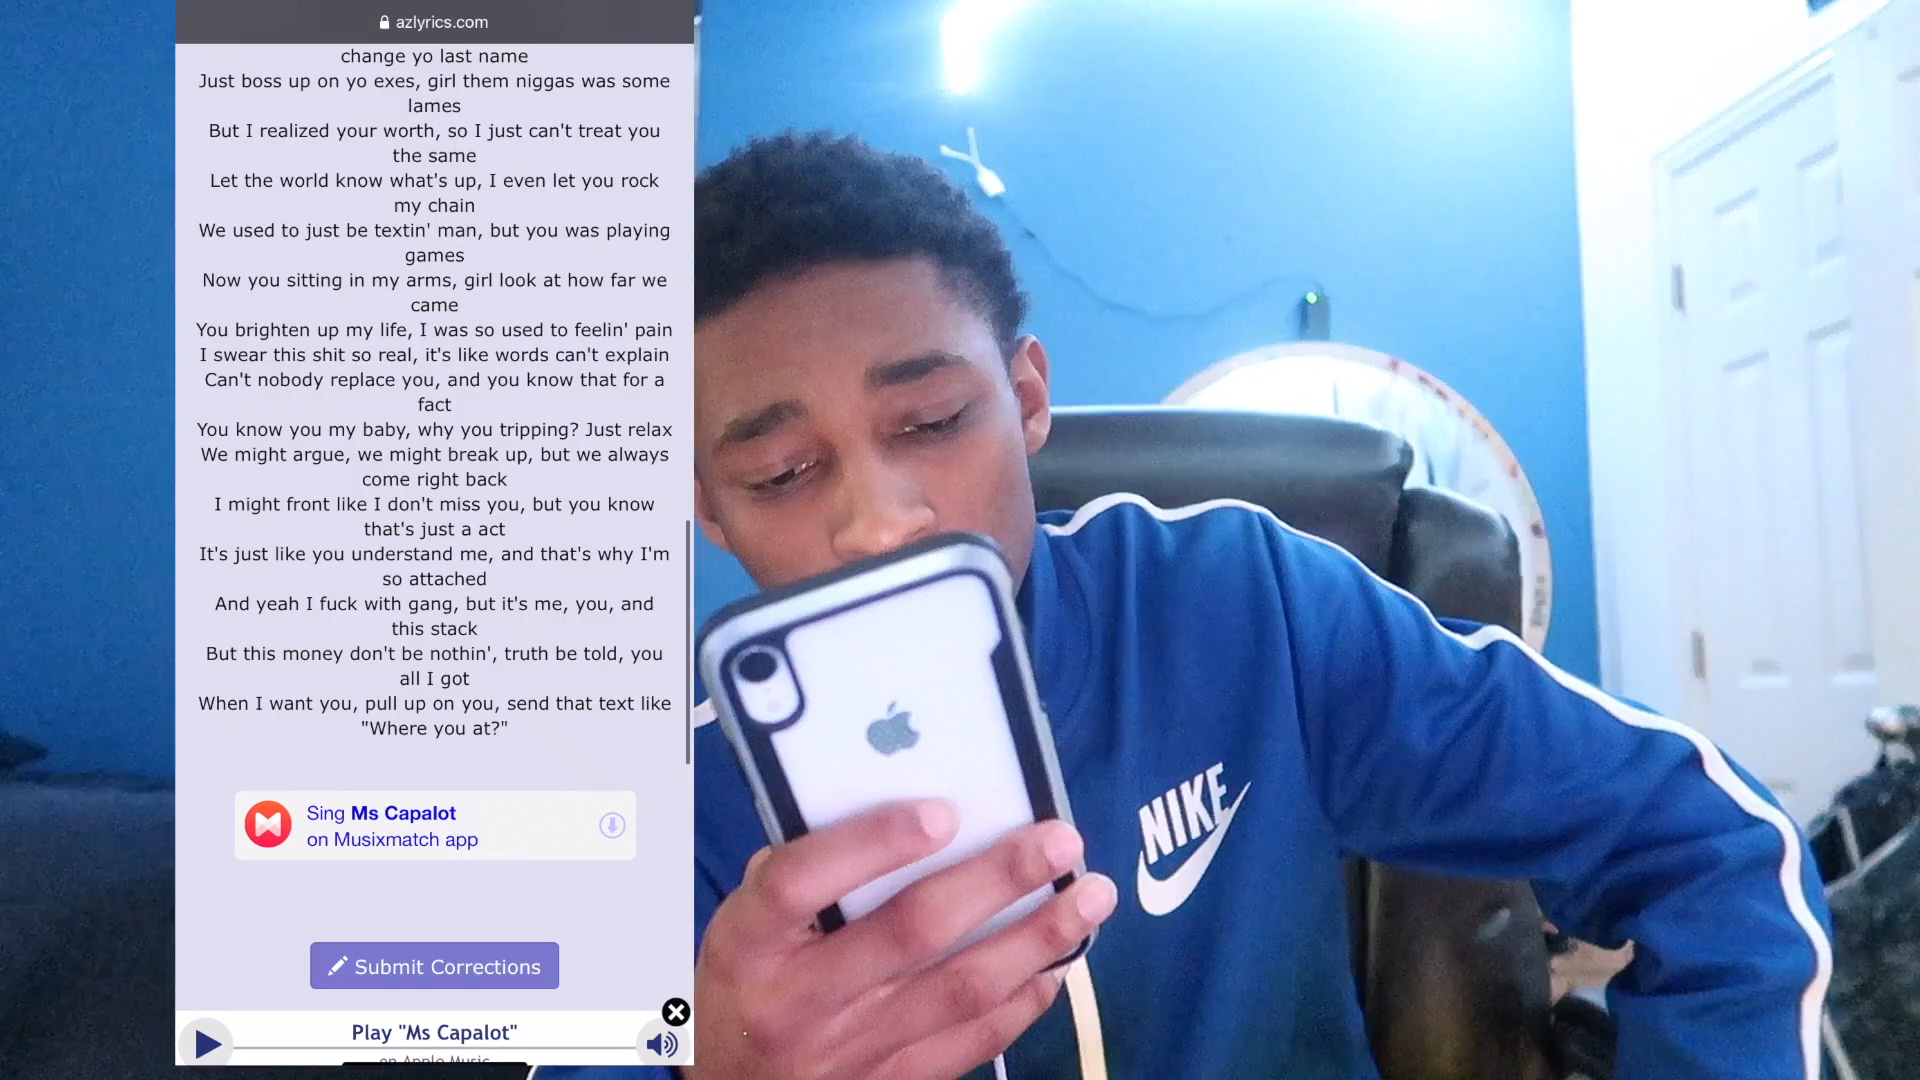 azlyrics.com
change yo last name
Just boss up on yo exes, girl them niggas was some
lames
But I realized your worth, so I just can't treat you
the same
Let the world know what's up, I even let you rock
my chain
We used to just be textin' man, but you was playing
games
Now you sitting in my arms, girl look at how far we
came
You brighten up my life, I was so used to feelin' pain
I swear this shit so real, it's like words can't explain
Can't nobody replace you, and you know that for a
fact
You know you my baby, why you tripping? Just relax
We might argue, we might break up, but we always
come right back
I might front like I don't miss you, but you know
that's just a act
It's just like you understand me, and that's why I'm
so attached
And yeah I fuck with gang, but it's me, you, and
this stack
But this money don't be nothin', truth be told, you
all I got
When I want you, pull up on you, send that text like
"Where you at?"
Sing Ms Capalot
on Musixmatch app
Submit Corrections
Play "Ms Capalot"
on Apple Music
NIKE